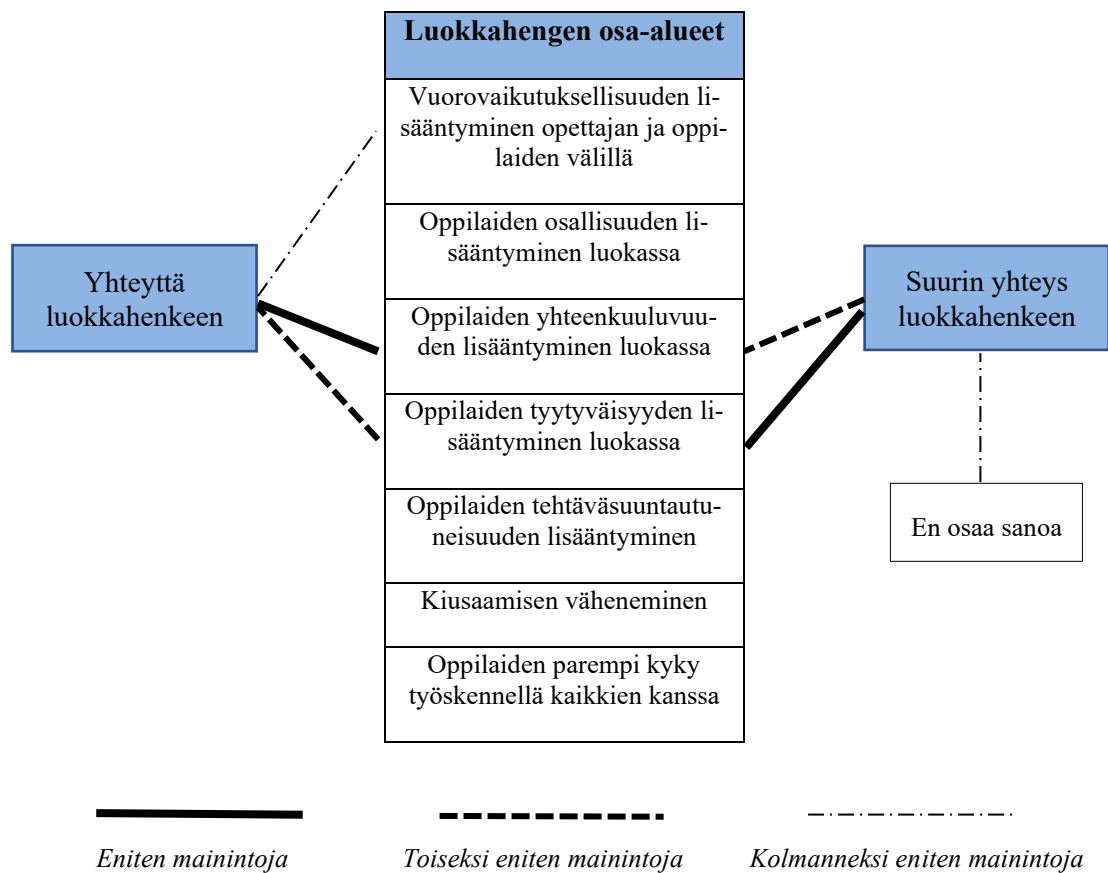 Luokkahengen osa-alueet
Vuorovaikutuksellisuuden li-
sääntyminen opettajan ja oppi-
laiden välillä
Oppilaiden osallisuuden li-
sääntyminen luokassa
Yhteyttä
luokkahenkeen
Oppilaiden yhteenkuuluvuu-
den lisääntyminen luokassa
Suurin yhteys
luokkahenkeen
Oppilaiden tyytyväisyyden li-
sääntyminen luokassa
Oppilaiden tehtäväsuuntautu-
neisuuden lisääntyminen
En osaa sanoa
Kiusaamisen väheneminen
Oppilaiden parempi kyky
työskennellä kaikkien kanssa
Eniten mainintoja
Toiseksi eniten mainintoja
Kolmanneksi eniten mainintoja